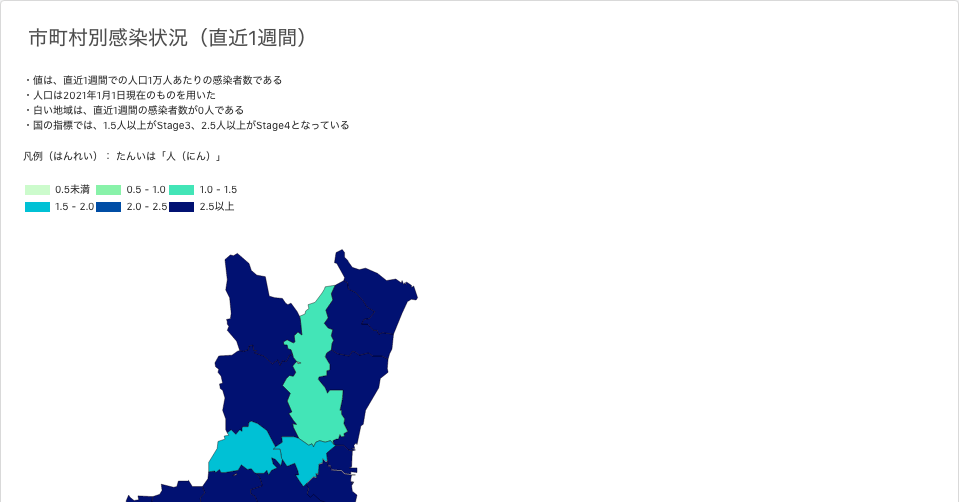 市町村別感染状況（直近1週間）
・値は、直近1週間での人口1万人あたりの感染者数である
・人口は2021年1月1日現在のものを用いた
・白い地域は、直近1週間の感染者数が0人である
・国の指標では、1.5人以上がStage3、2.5人以上がStage4となっている
凡例（はんれい）： たんいは「人（にん）」
0.5未満 0.5 - 1.0 1.0 - 1.5
1.5 - 2.0 2.0 - 2.5 2.5以上